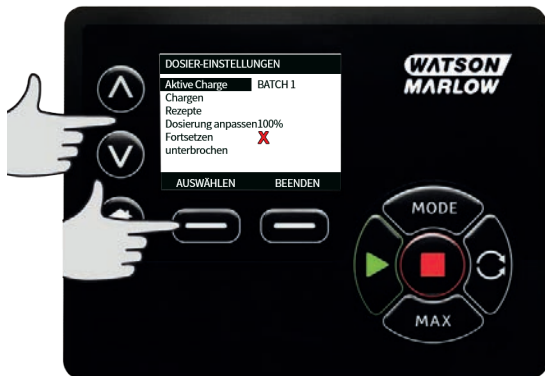 DOSIER-EINSTELLUNGEN
Aktive Charge BATCH 1
Chargen
Rezepte
Dosierung anpassen100%
Fortsetzen X
unterbrochen
AUSWÄHLEN BEENDEN
WATSON
MARLOW
MODE
MAX